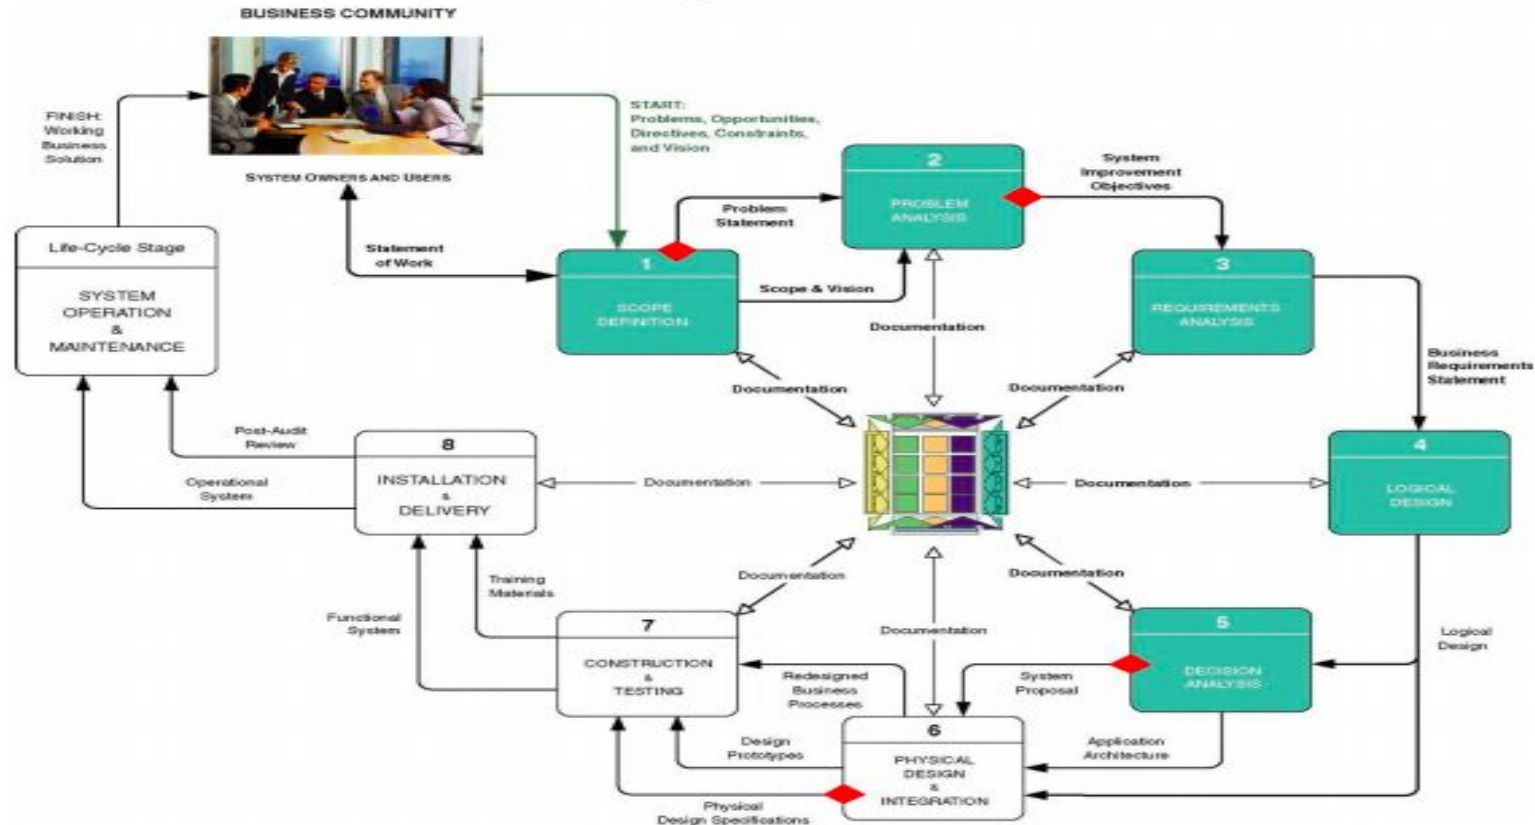 BUSINESS COMMUNITY
FINISH:
Working
Business
Solution
START:
Problems, Opportunities,
Directives, Constraints,
and Vision
SYSTEM OWNERS AND USERS
Statement
of Work
Problem
Statement
2
PROBLEM
ANALYSIS
System
Improvement
Objectives
Life-Cycle Stage
SYSTEM
OPERATION
&
MAINTENANCE
1
SCOPE
DEFINITION
Scope & Vision
3
REQUIREMENTS
ANALYSIS
Documentation
Documentation
Documentation
Business
Requirements
Statement
Post-Audit
Review
Operational
System
8
INSTALLATION
&
DELIVERY
Documentation
Documentation
4
LOGICAL
DESIGN
Training
Materials
Functional
System
Documentation
Documentation
Documentation
7
CONSTRUCTION
&
TESTING
Redesigned
Business
Processes
System
Proposal
5
DECISION
ANALYSIS
Logical
Design
Design
Prototypes
6
PHYSICAL
DESIGN
&
INTEGRATION
Application
Architecture
Physical
Design Specifications